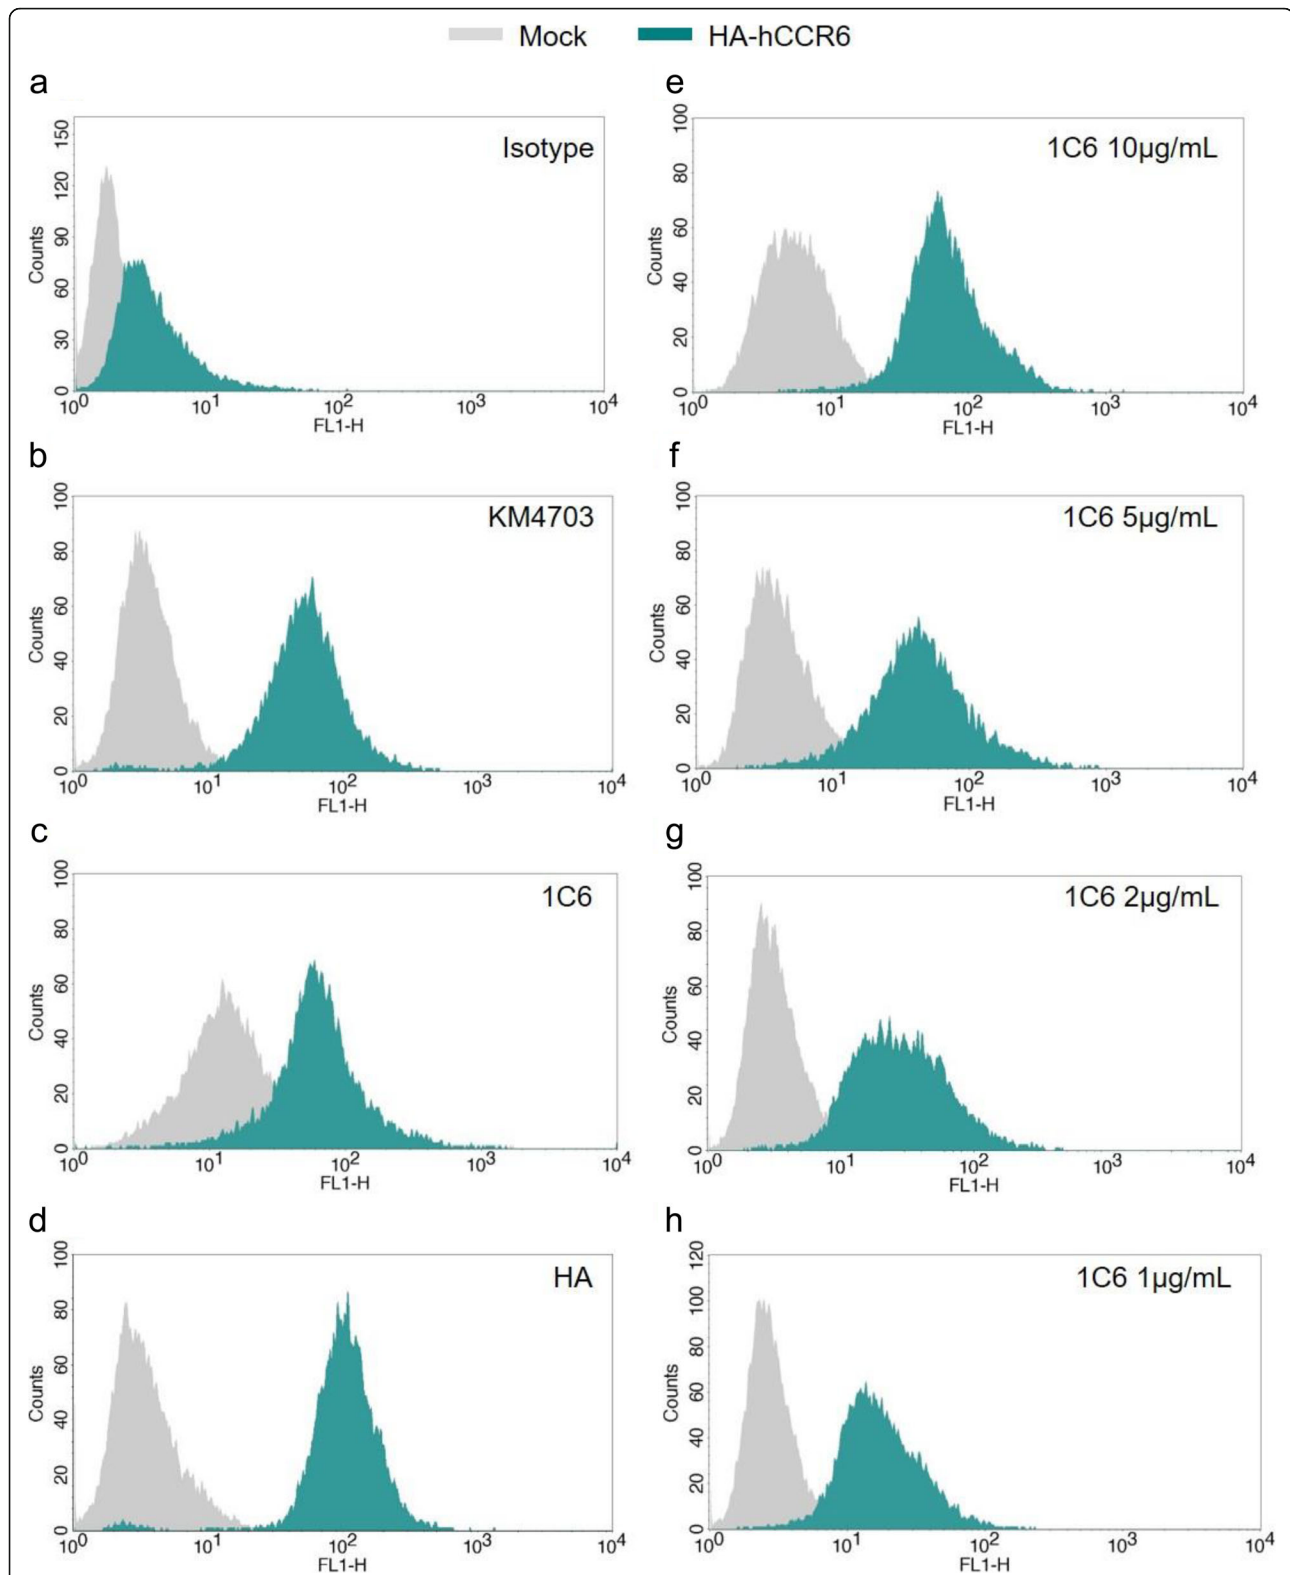 Mock HA-hCCR6
a
Isotype
Counts
0 30 60 90 120 150
10^0 10^1 10^2 10^3 10^4
FL1-H
b
KM4703
Counts
0 20 40 60 80 100
10^0 10^1 10^2 10^3 10^4
FL1-H
c
1C6
Counts
0 20 40 60 80 100
10^0 10^1 10^2 10^3 10^4
FL1-H
d
HA
Counts
0 20 40 60 80 100
10^0 10^1 10^2 10^3 10^4
FL1-H
e
1C6 10µg/mL
Counts
0 20 40 60 80 100
10^0 10^1 10^2 10^3 10^4
FL1-H
f
1C6 5µg/mL
Counts
0 20 40 60 80 100
10^0 10^1 10^2 10^3 10^4
FL1-H
g
1C6 2µg/mL
Counts
0 20 40 60 80 100
10^0 10^1 10^2 10^3 10^4
FL1-H
h
1C6 1µg/mL
Counts
0 20 40 60 80 100 120
10^0 10^1 10^2 10^3 10^4
FL1-H